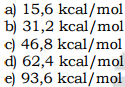 a) 15,6 kcal/mol
b) 31,2 kcal/mol
c) 46,8 kcal/mol
d) 62,4 kcal/mol
e) 93,6 kcal/mol